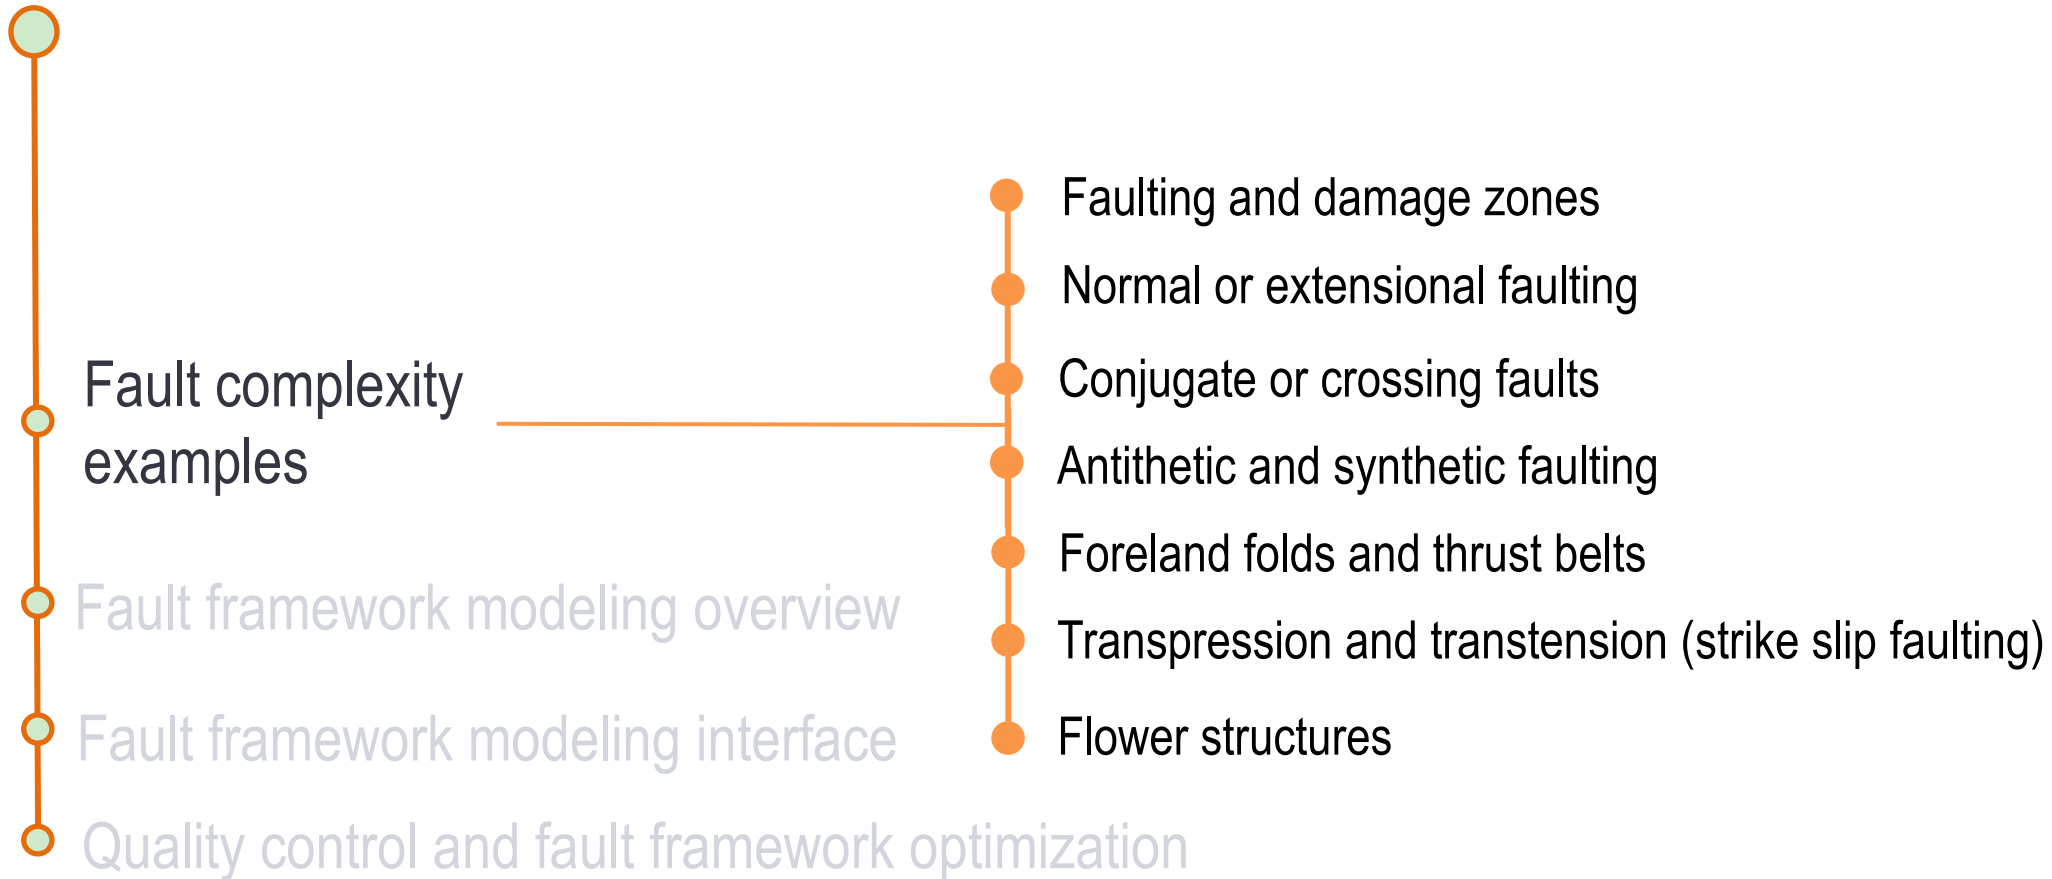 Fault complexity
examples
Fault framework modeling overview
Fault framework modeling interface
Quality control and fault framework optimization
Faulting and damage zones
Normal or extensional faulting
Conjugate or crossing faults
Antithetic and synthetic faulting
Foreland folds and thrust belts
Transpression and transtension (strike slip faulting)
Flower structures